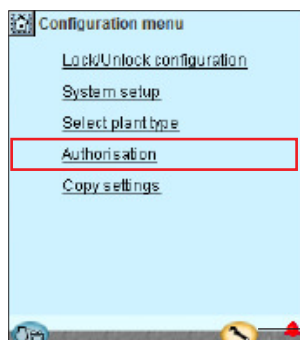 Configuration menu
Lock/Unlock configuration
System setup
Select plant type
Authorisation
Copy settings